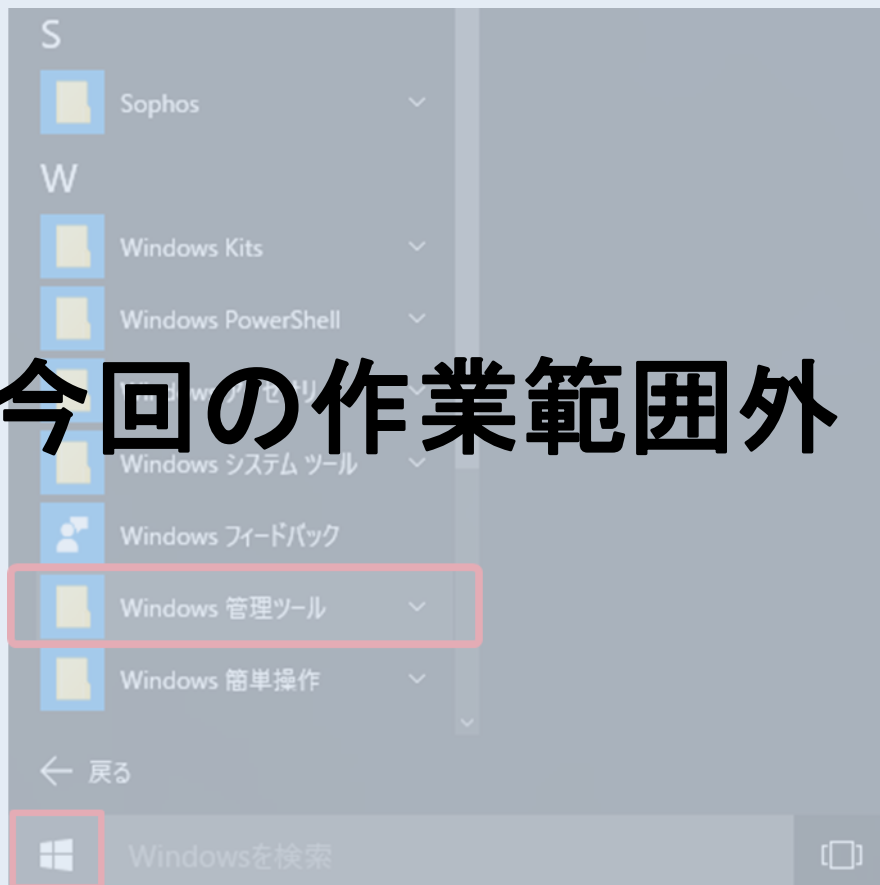 S
Sophos
W
Windows Kits
Windows PowerShell
今回の作業範囲外
Windows システム ツール
Windows フィードバック
Windows 管理ツール
Windows 簡単操作
戻る
Windowsを検索